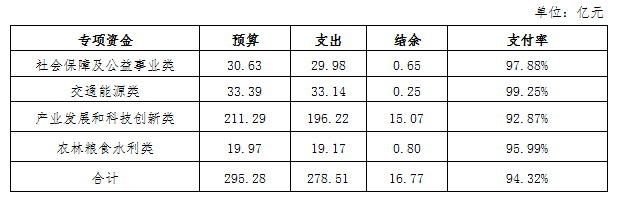 单位：亿元
专项资金 预算 支出 结余 支付率
社会保障及公益事业类 30.63 29.98 0.65 97.88%
交通能源类 33.39 33.14 0.25 99.25%
产业发展和科技创新类 211.29 196.22 15.07 92.87%
农林粮食水利类 19.97 19.17 0.80 95.99%
合计 295.28 278.51 16.77 94.32%